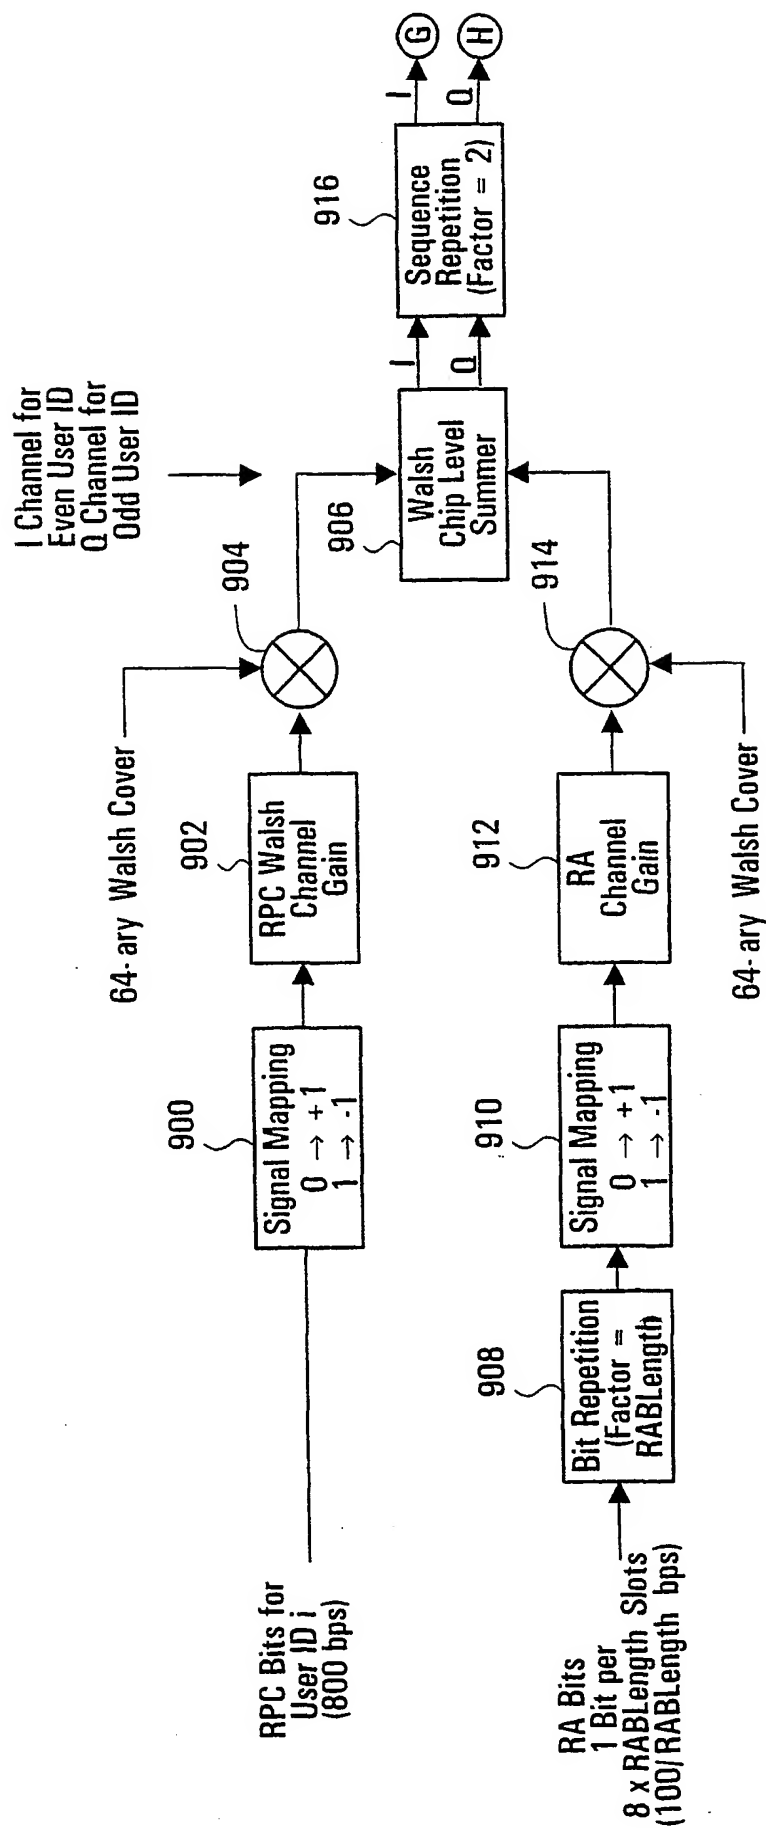 RPC Bits for
User ID i
(800 bps)
900
Signal Mapping
0 → +1
1 → -1
902
RPC Walsh
Channel
Gain
64-ary Walsh Cover
904
I Channel for
Even User ID
Q Channel for
Odd User ID
RA Bits
1 Bit per
8 x RABLength Slots
(100/RABLength bps)
908
Bit Repetition
(Factor =
RABLength)
910
Signal Mapping
0 → +1
1 → -1
912
RA
Channel
Gain
64-ary Walsh Cover
914
906
Walsh
Chip Level
Summer
I
Q
916
Sequence
Repetition
(Factor = 2)
I
Q
G
H